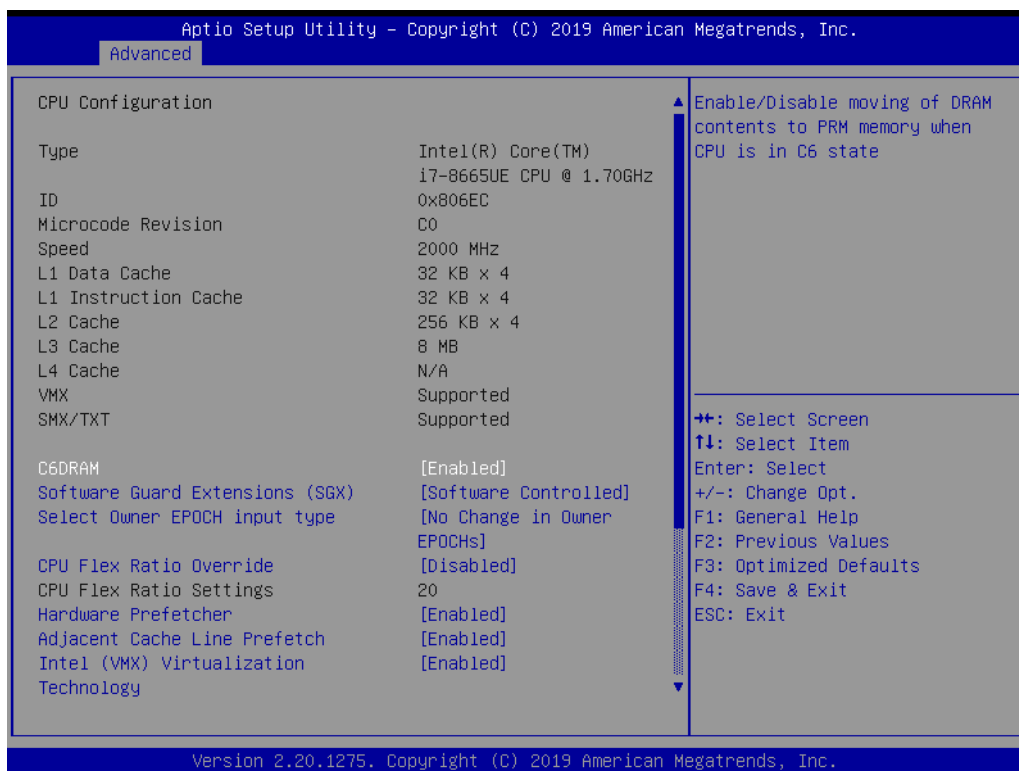 Aptio Setup Utility – Copyright (C) 2019 American Megatrends, Inc.
Advanced
CPU Configuration
Type Intel(R) Core(TM)
i7-8665UE CPU @ 1.70GHz
ID 0x806EC
Microcode Revision C0
Speed 2000 MHz
L1 Data Cache 32 KB x 4
L1 Instruction Cache 32 KB x 4
L2 Cache 256 KB x 4
L3 Cache 8 MB
L4 Cache N/A
VMX Supported
SMX/TXT Supported
C6DRAM [Enabled]
Software Guard Extensions (SGX) [Software Controlled]
Select Owner EPOCH input type [No Change in Owner
EPOCHs]
CPU Flex Ratio Override [Disabled]
CPU Flex Ratio Settings 20
Hardware Prefetcher [Enabled]
Adjacent Cache Line Prefetch [Enabled]
Intel (VMX) Virtualization [Enabled]
Technology
Enable/Disable moving of DRAM
contents to PRM memory when
CPU is in C6 state
→←: Select Screen
↑↓: Select Item
Enter: Select
+/-: Change Opt.
F1: General Help
F2: Previous Values
F3: Optimized Defaults
F4: Save & Exit
ESC: Exit
Version 2.20.1275. Copyright (C) 2019 American Megatrends, Inc.